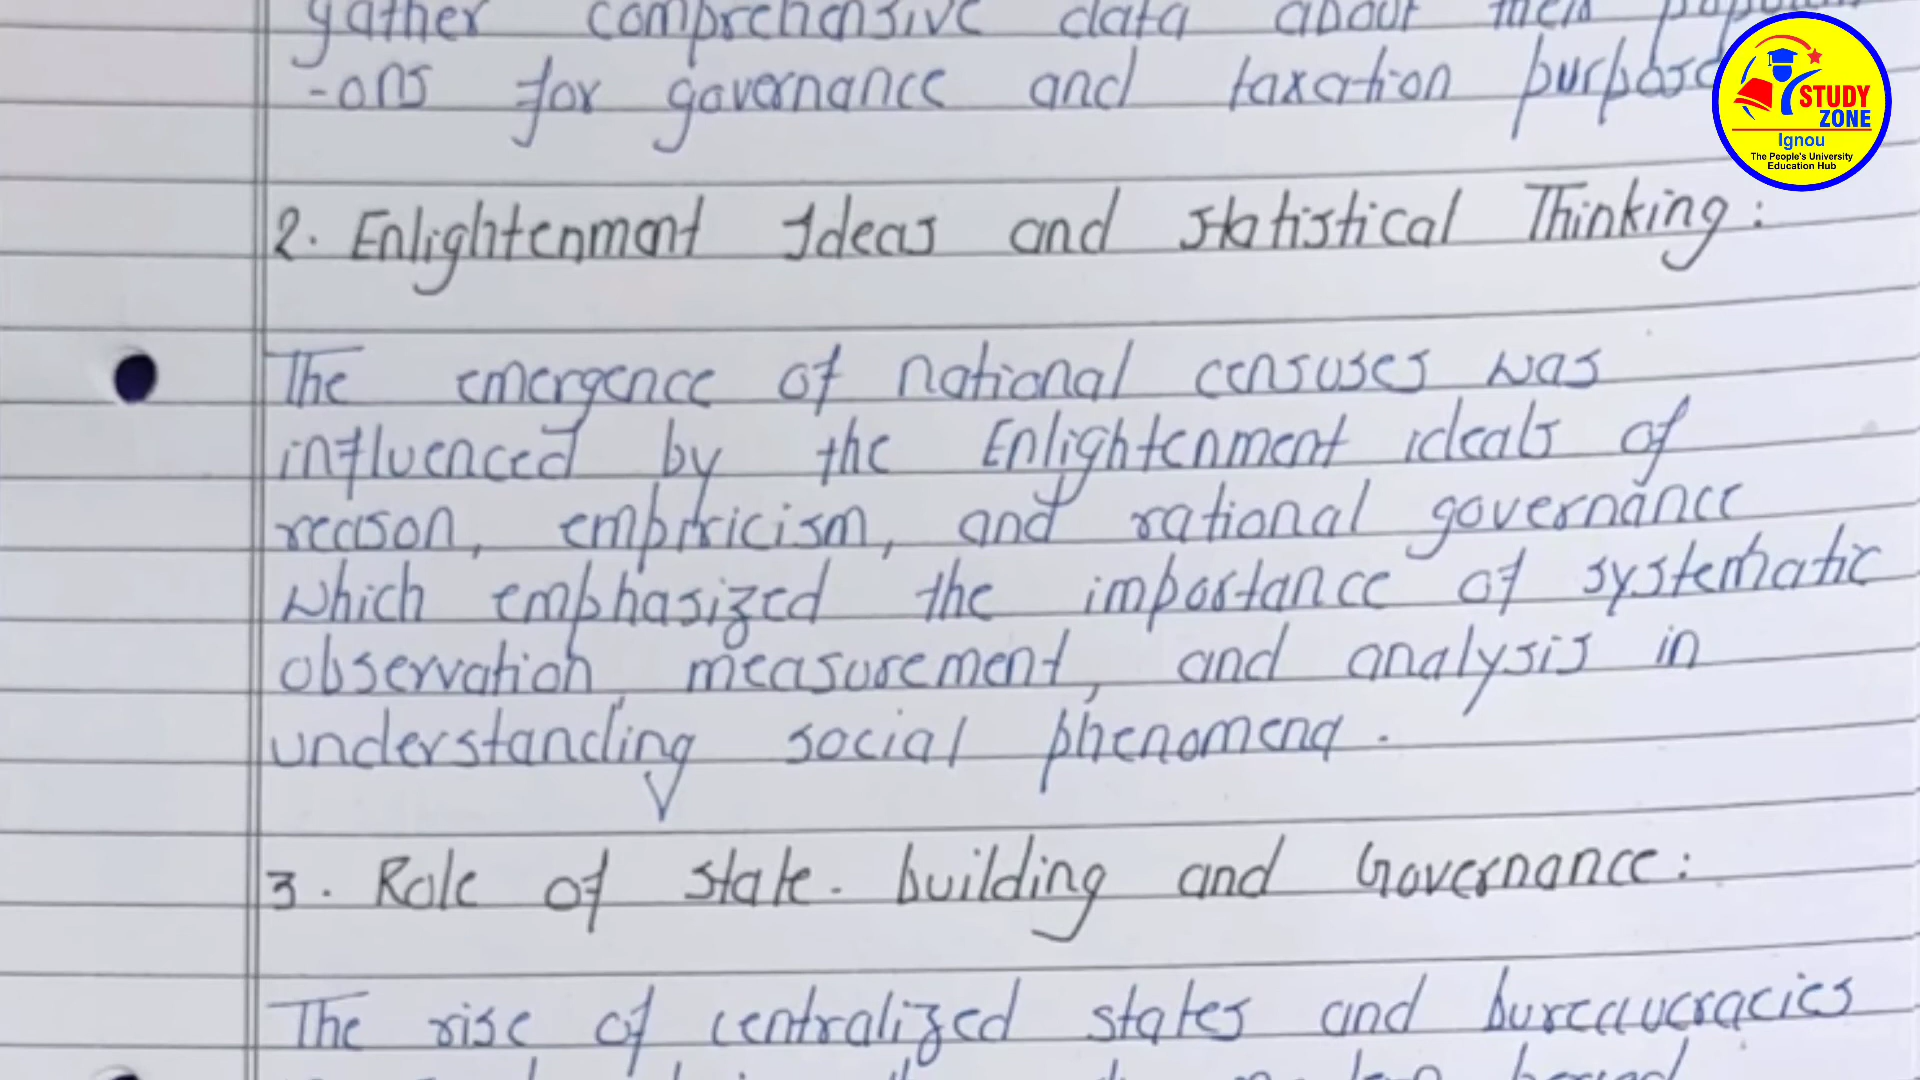 gather comprehensive data about their
-ons for governance and taxation
2. Enlightenment Ideas and Statistical Thinking:
The emergence of national censuses was
influenced by the Enlightenment ideals of
reason, empiricism, and rational governance
which emphasized the importance of systematic
observation, measurement, and analysis in
understanding social phenomena.
3. Role of state-building and Governance:
The rise of centralized states and bureaucracies
STUDY
ZONE
Ignou
The People's University
Education Hub